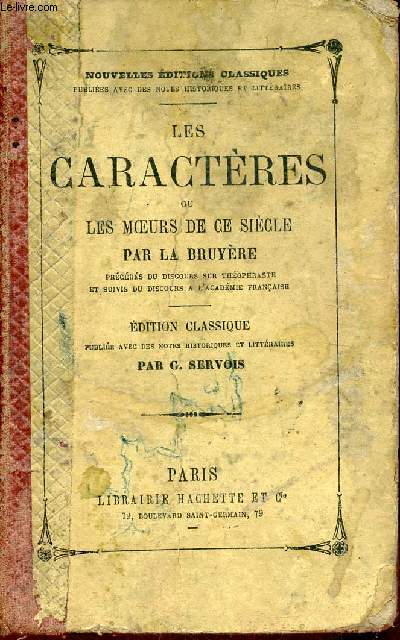 © Le-livre.com
NOUVELLES ÉDITIONS CLASSIQUES
PUBLIÉES AVEC DES NOTES HISTORIQUES ET LITTÉRAIRES
LES
CARACTÈRES
OU
LES MŒURS DE CE SIÈCLE
PAR LA BRUYÈRE
PRÉCÉDÉS DU DISCOURS SUR THÉOPHRASTE
ET SUIVIS DU DISCOURS A L'ACADÉMIE FRANÇAISE
ÉDITION CLASSIQUE
PUBLIÉE AVEC DES NOTES HISTORIQUES ET LITTÉRAIRES
PAR G. SERVOIS
PARIS
LIBRAIRIE HACHETTE ET Cie
79, BOULEVARD SAINT-GERMAIN, 79